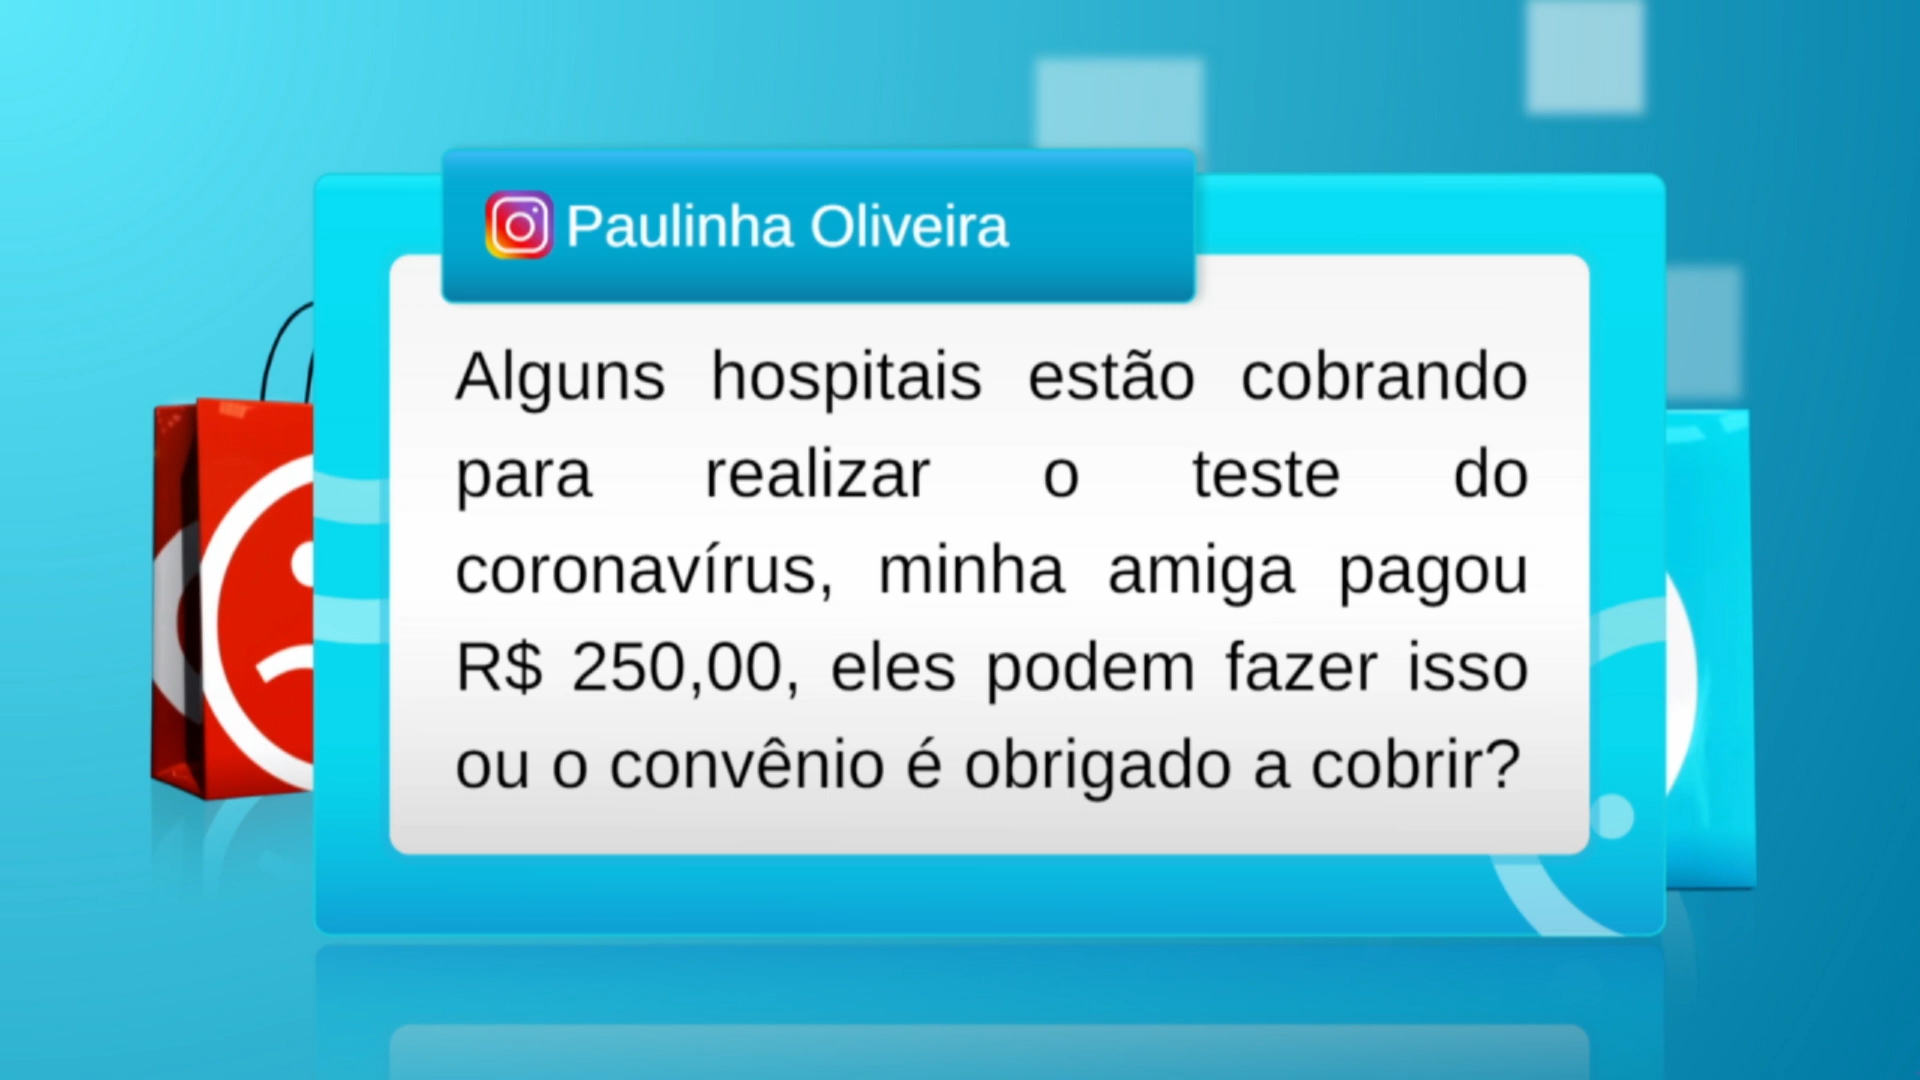 Paulinha Oliveira
Alguns hospitais estão cobrando
para realizar o teste do
coronavírus, minha amiga pagou
R$ 250,00, eles podem fazer isso
ou o convênio é obrigado a cobrir?